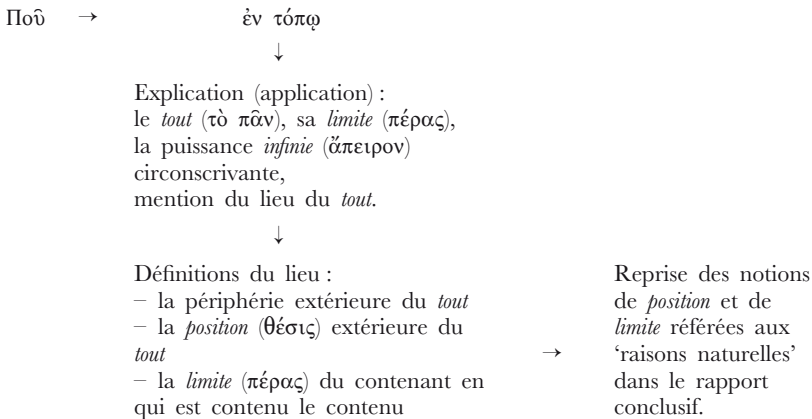 Ποῦ → ἐν τόπῳ
↓
Explication (application) :
le tout (τὸ πᾶν), sa limite (πέρας),
la puissance infinie (ἄπειρον)
circonscrivante,
mention du lieu du tout.
↓
Définitions du lieu :
– la périphérie extérieure du tout
– la position (θέσις) extérieure du
tout
– la limite (πέρας) du contenant en
qui est contenu le contenu
→
Reprise des notions
de position et de
limite référées aux
‘raisons naturelles’
dans le rapport
conclusif.